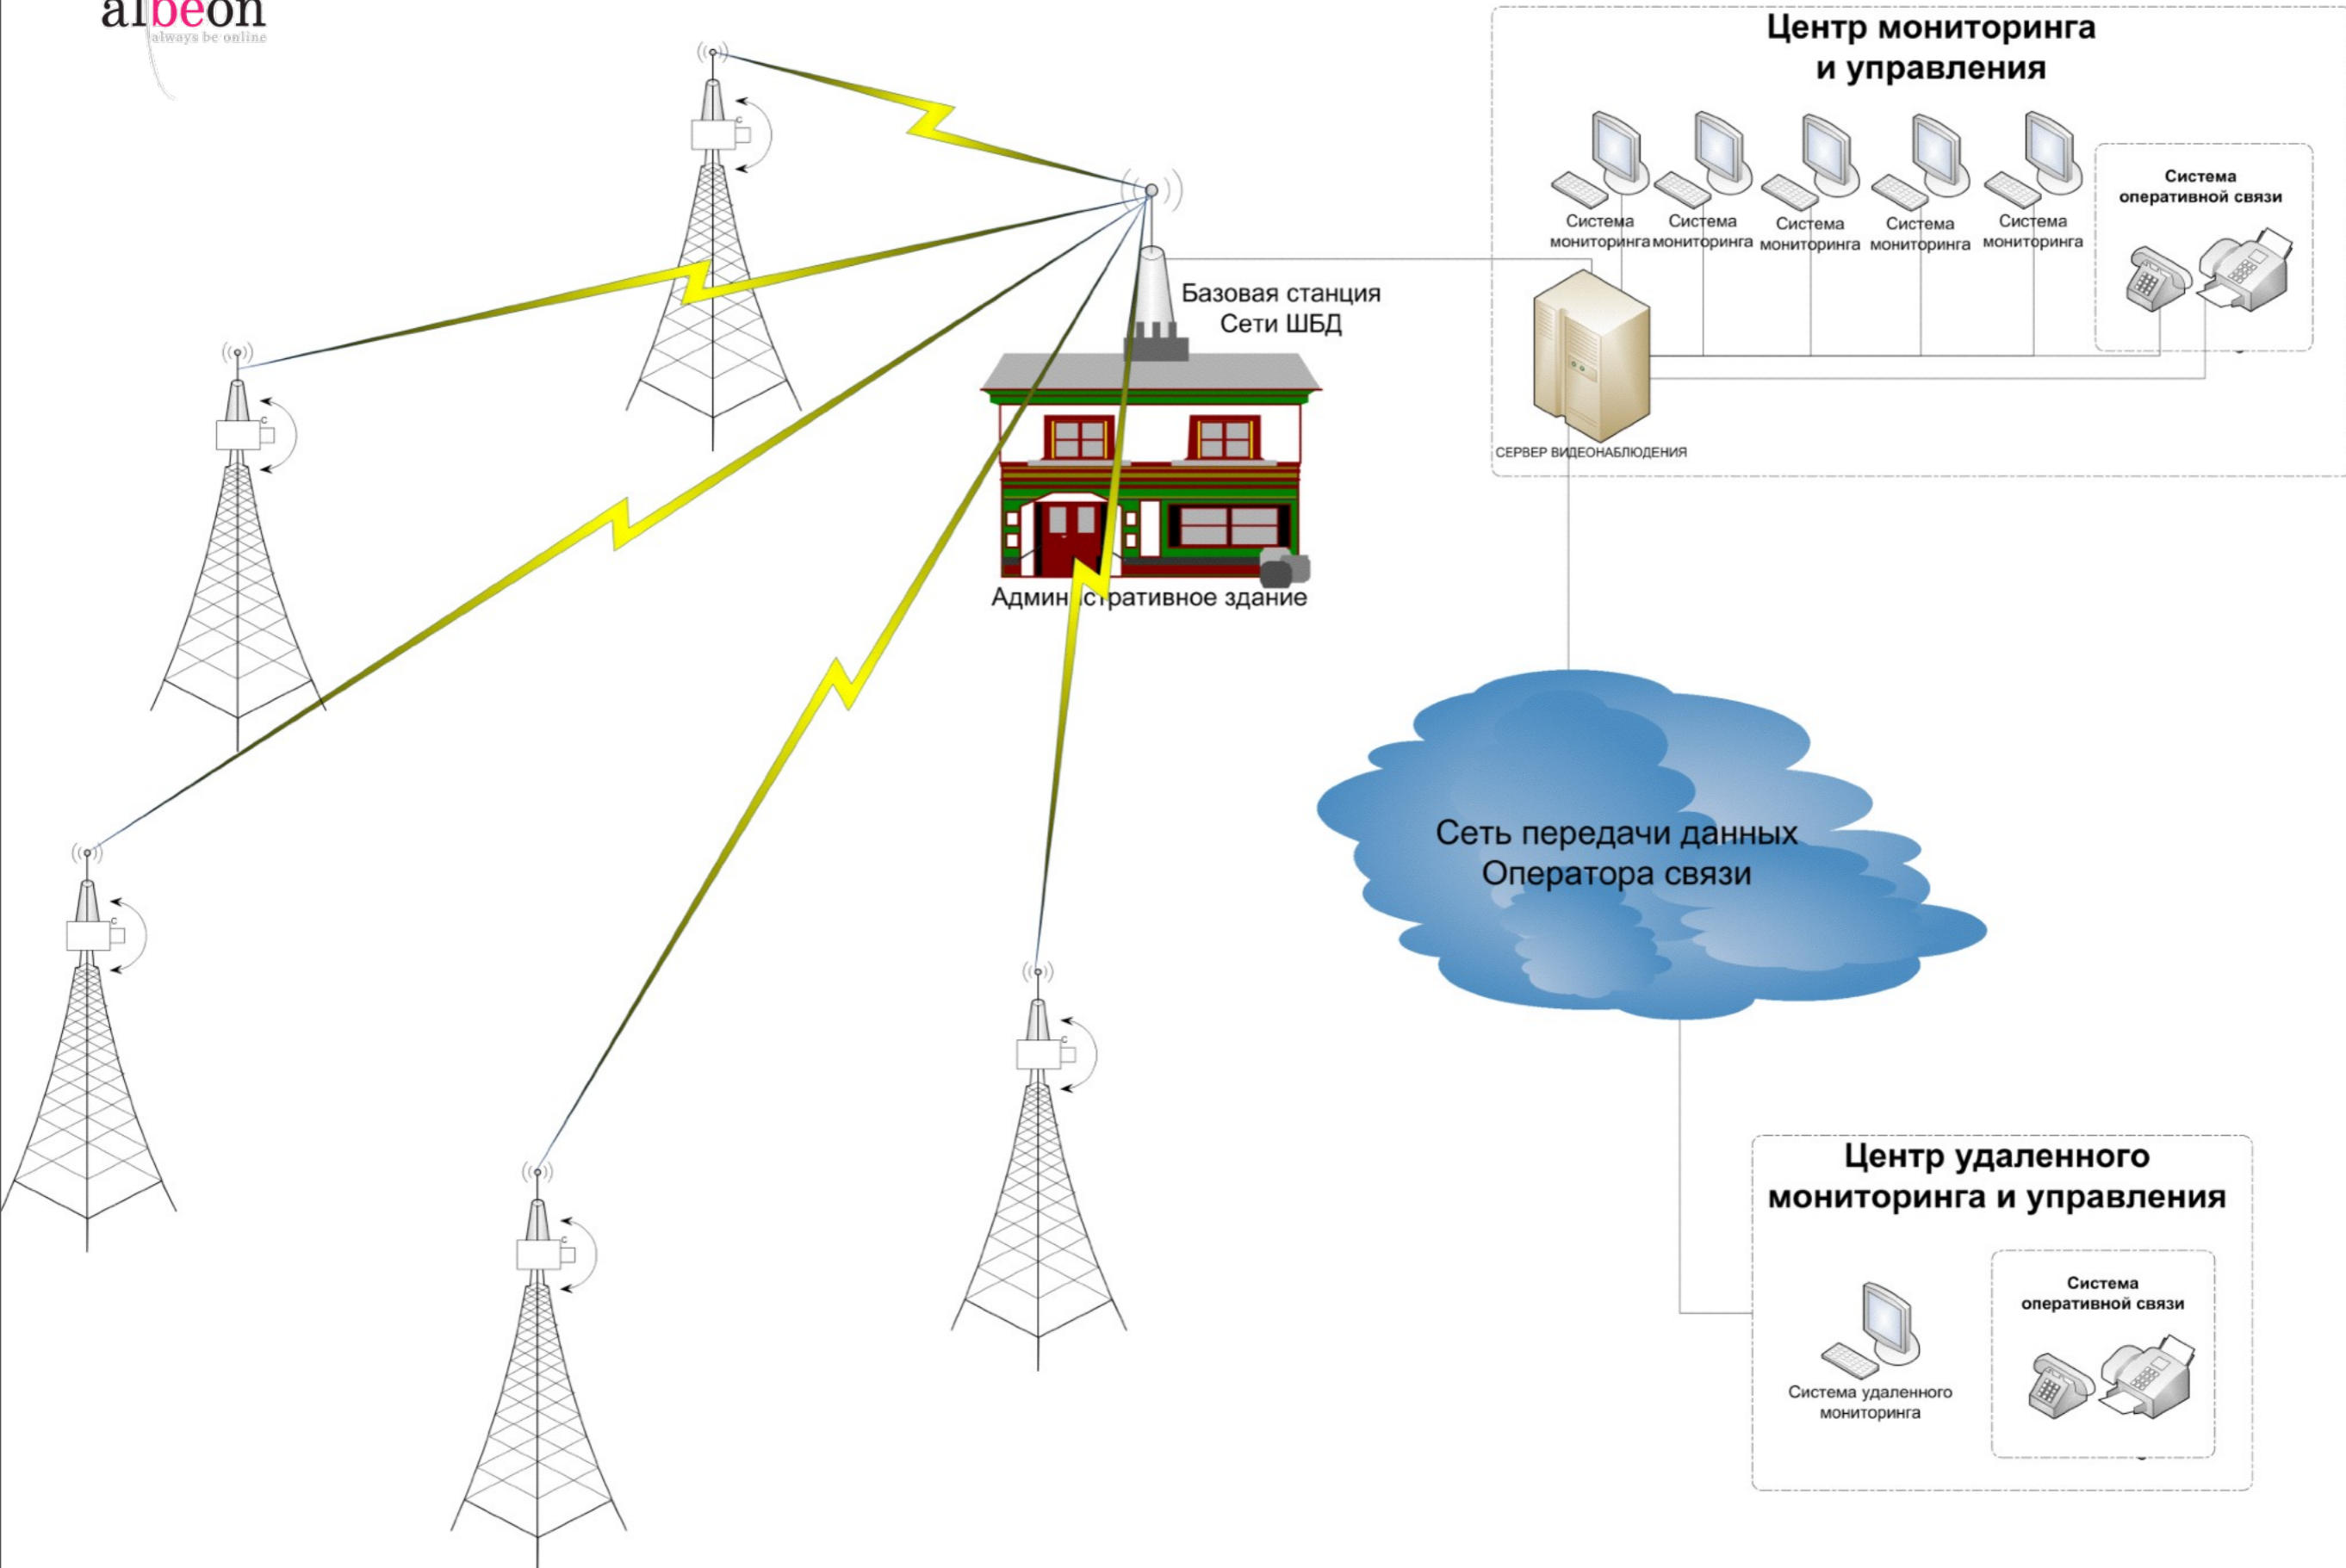 albeon
always be online
Центр мониторинга
и управления
Система
мониторинга
Система
мониторинга
Система
мониторинга
Система
мониторинга
Система
мониторинга
Система
оперативной связи
Базовая станция
Сети ШБД
СЕРВЕР ВИДЕОНАБЛЮДЕНИЯ
Административное здание
Сеть передачи данных
Оператора связи
Центр удаленного
мониторинга и управления
Система
оперативной связи
Система удаленного
мониторинга
c
c
c
c
c